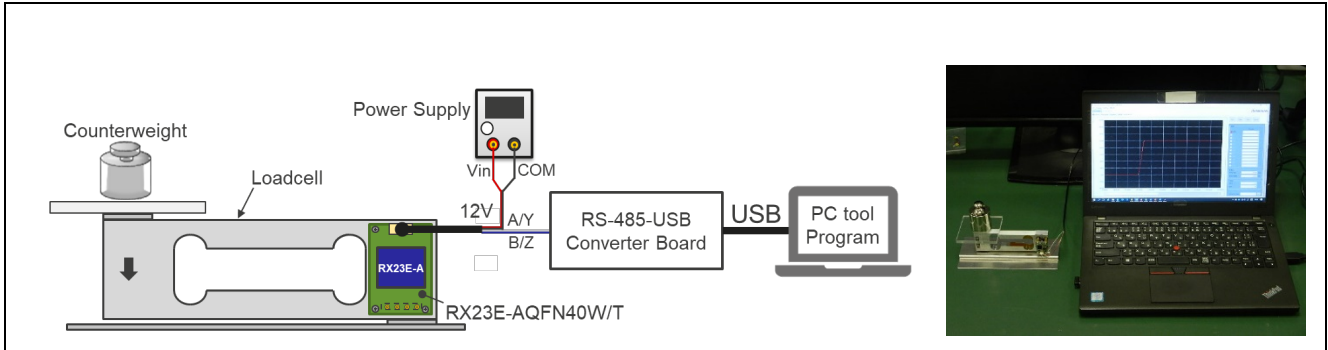 Power Supply
Counterweight
Loadcell
Vin
COM
12V
A/Y
B/Z
RS-485-USB
Converter Board
USB
PC tool
Program
RX23E-A
RX23E-AQFN40W/T
ThinkPad